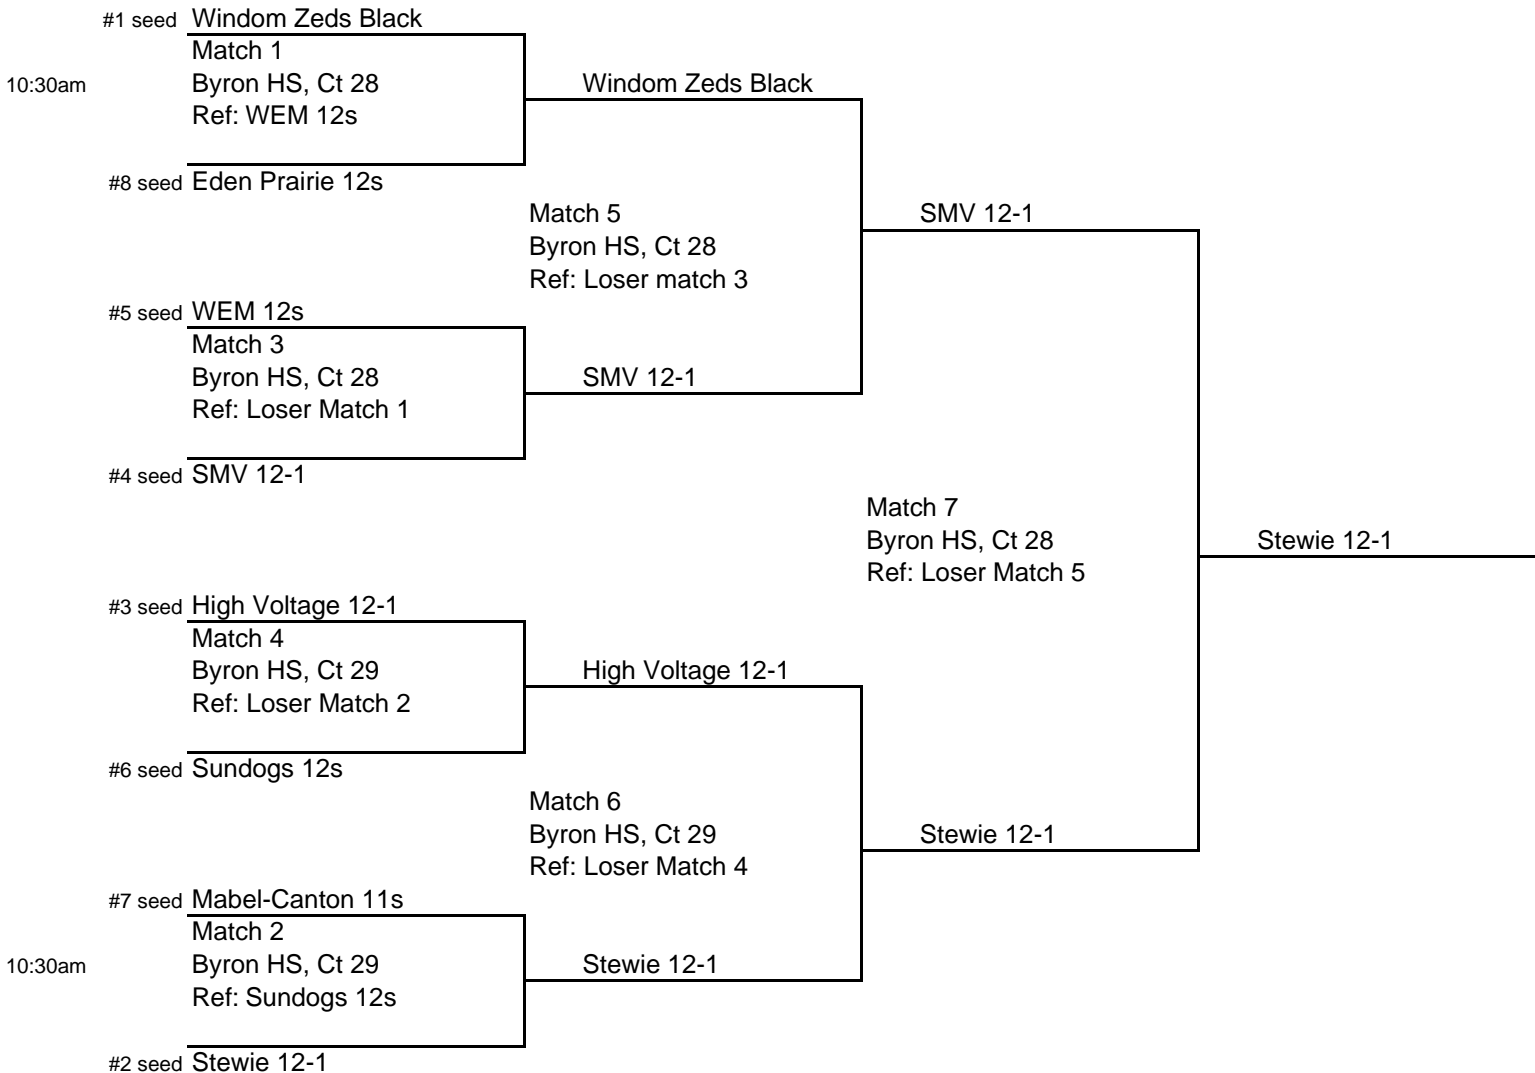 #1 seed Windom Zeds Black
Match 1
10:30am Byron HS, Ct 28 Windom Zeds Black
Ref: WEM 12s
#8 seed Eden Prairie 12s
Match 5 SMV 12-1
Byron HS, Ct 28
Ref: Loser match 3
#5 seed WEM 12s
Match 3
Byron HS, Ct 28 SMV 12-1
Ref: Loser Match 1
#4 seed SMV 12-1
Match 7
Byron HS, Ct 28 Stewie 12-1
Ref: Loser Match 5
#3 seed High Voltage 12-1
Match 4
Byron HS, Ct 29 High Voltage 12-1
Ref: Loser Match 2
#6 seed Sundogs 12s
Match 6
Byron HS, Ct 29 Stewie 12-1
Ref: Loser Match 4
#7 seed Mabel-Canton 11s
Match 2
10:30am Byron HS, Ct 29 Stewie 12-1
Ref: Sundogs 12s
#2 seed Stewie 12-1